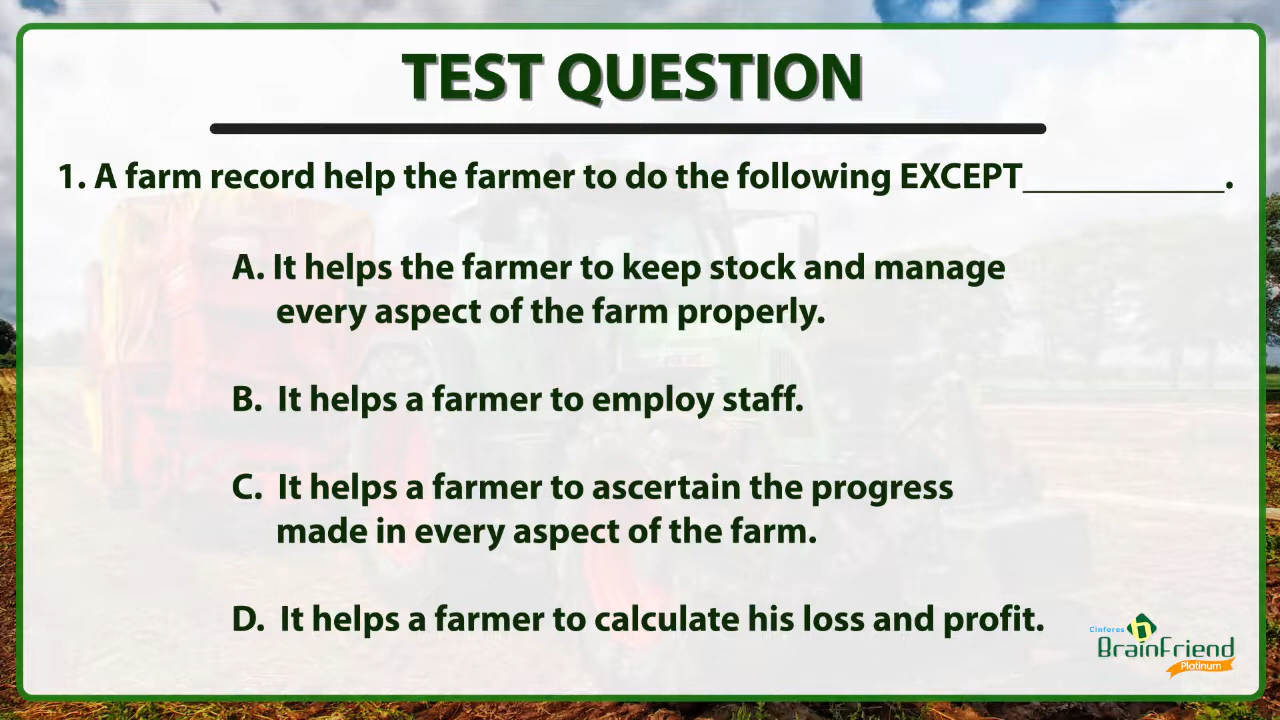 TEST QUESTION
1. A farm record help the farmer to do the following EXCEPT___________.
A. It helps the farmer to keep stock and manage
every aspect of the farm properly.
B. It helps a farmer to employ staff.
C. It helps a farmer to ascertain the progress
made in every aspect of the farm.
D. It helps a farmer to calculate his loss and profit.
Cinfores
BrainFriend
Platinum